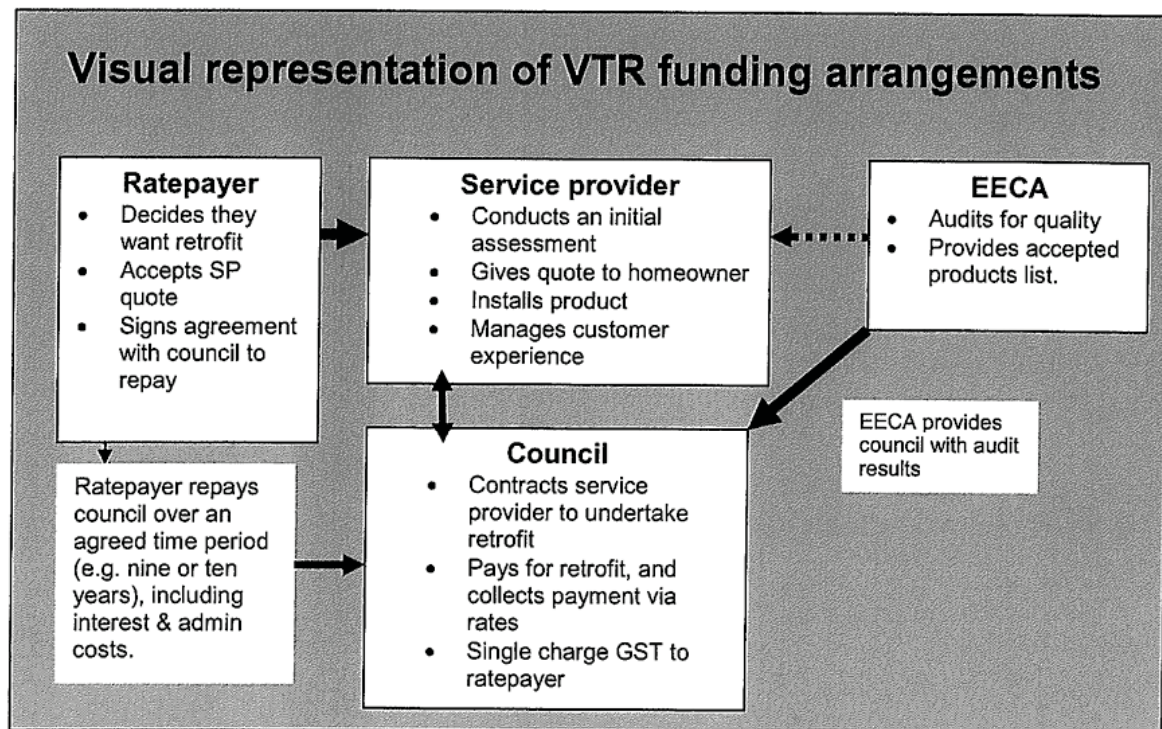 Visual representation of VTR funding arrangements
Ratepayer
• Decides they
want retrofit
• Accepts SP
quote
• Signs agreement
with council to
repay
Service provider
• Conducts an initial
assessment
• Gives quote to homeowner
• Installs product
• Manages customer
experience
EECA
• Audits for quality
• Provides accepted
products list.
Ratepayer repays
council over an
agreed time period
(e.g. nine or ten
years), including
interest & admin
costs.
Council
• Contracts service
provider to undertake
retrofit
• Pays for retrofit, and
collects payment via
rates
• Single charge GST to
ratepayer
EECA provides
council with audit
results